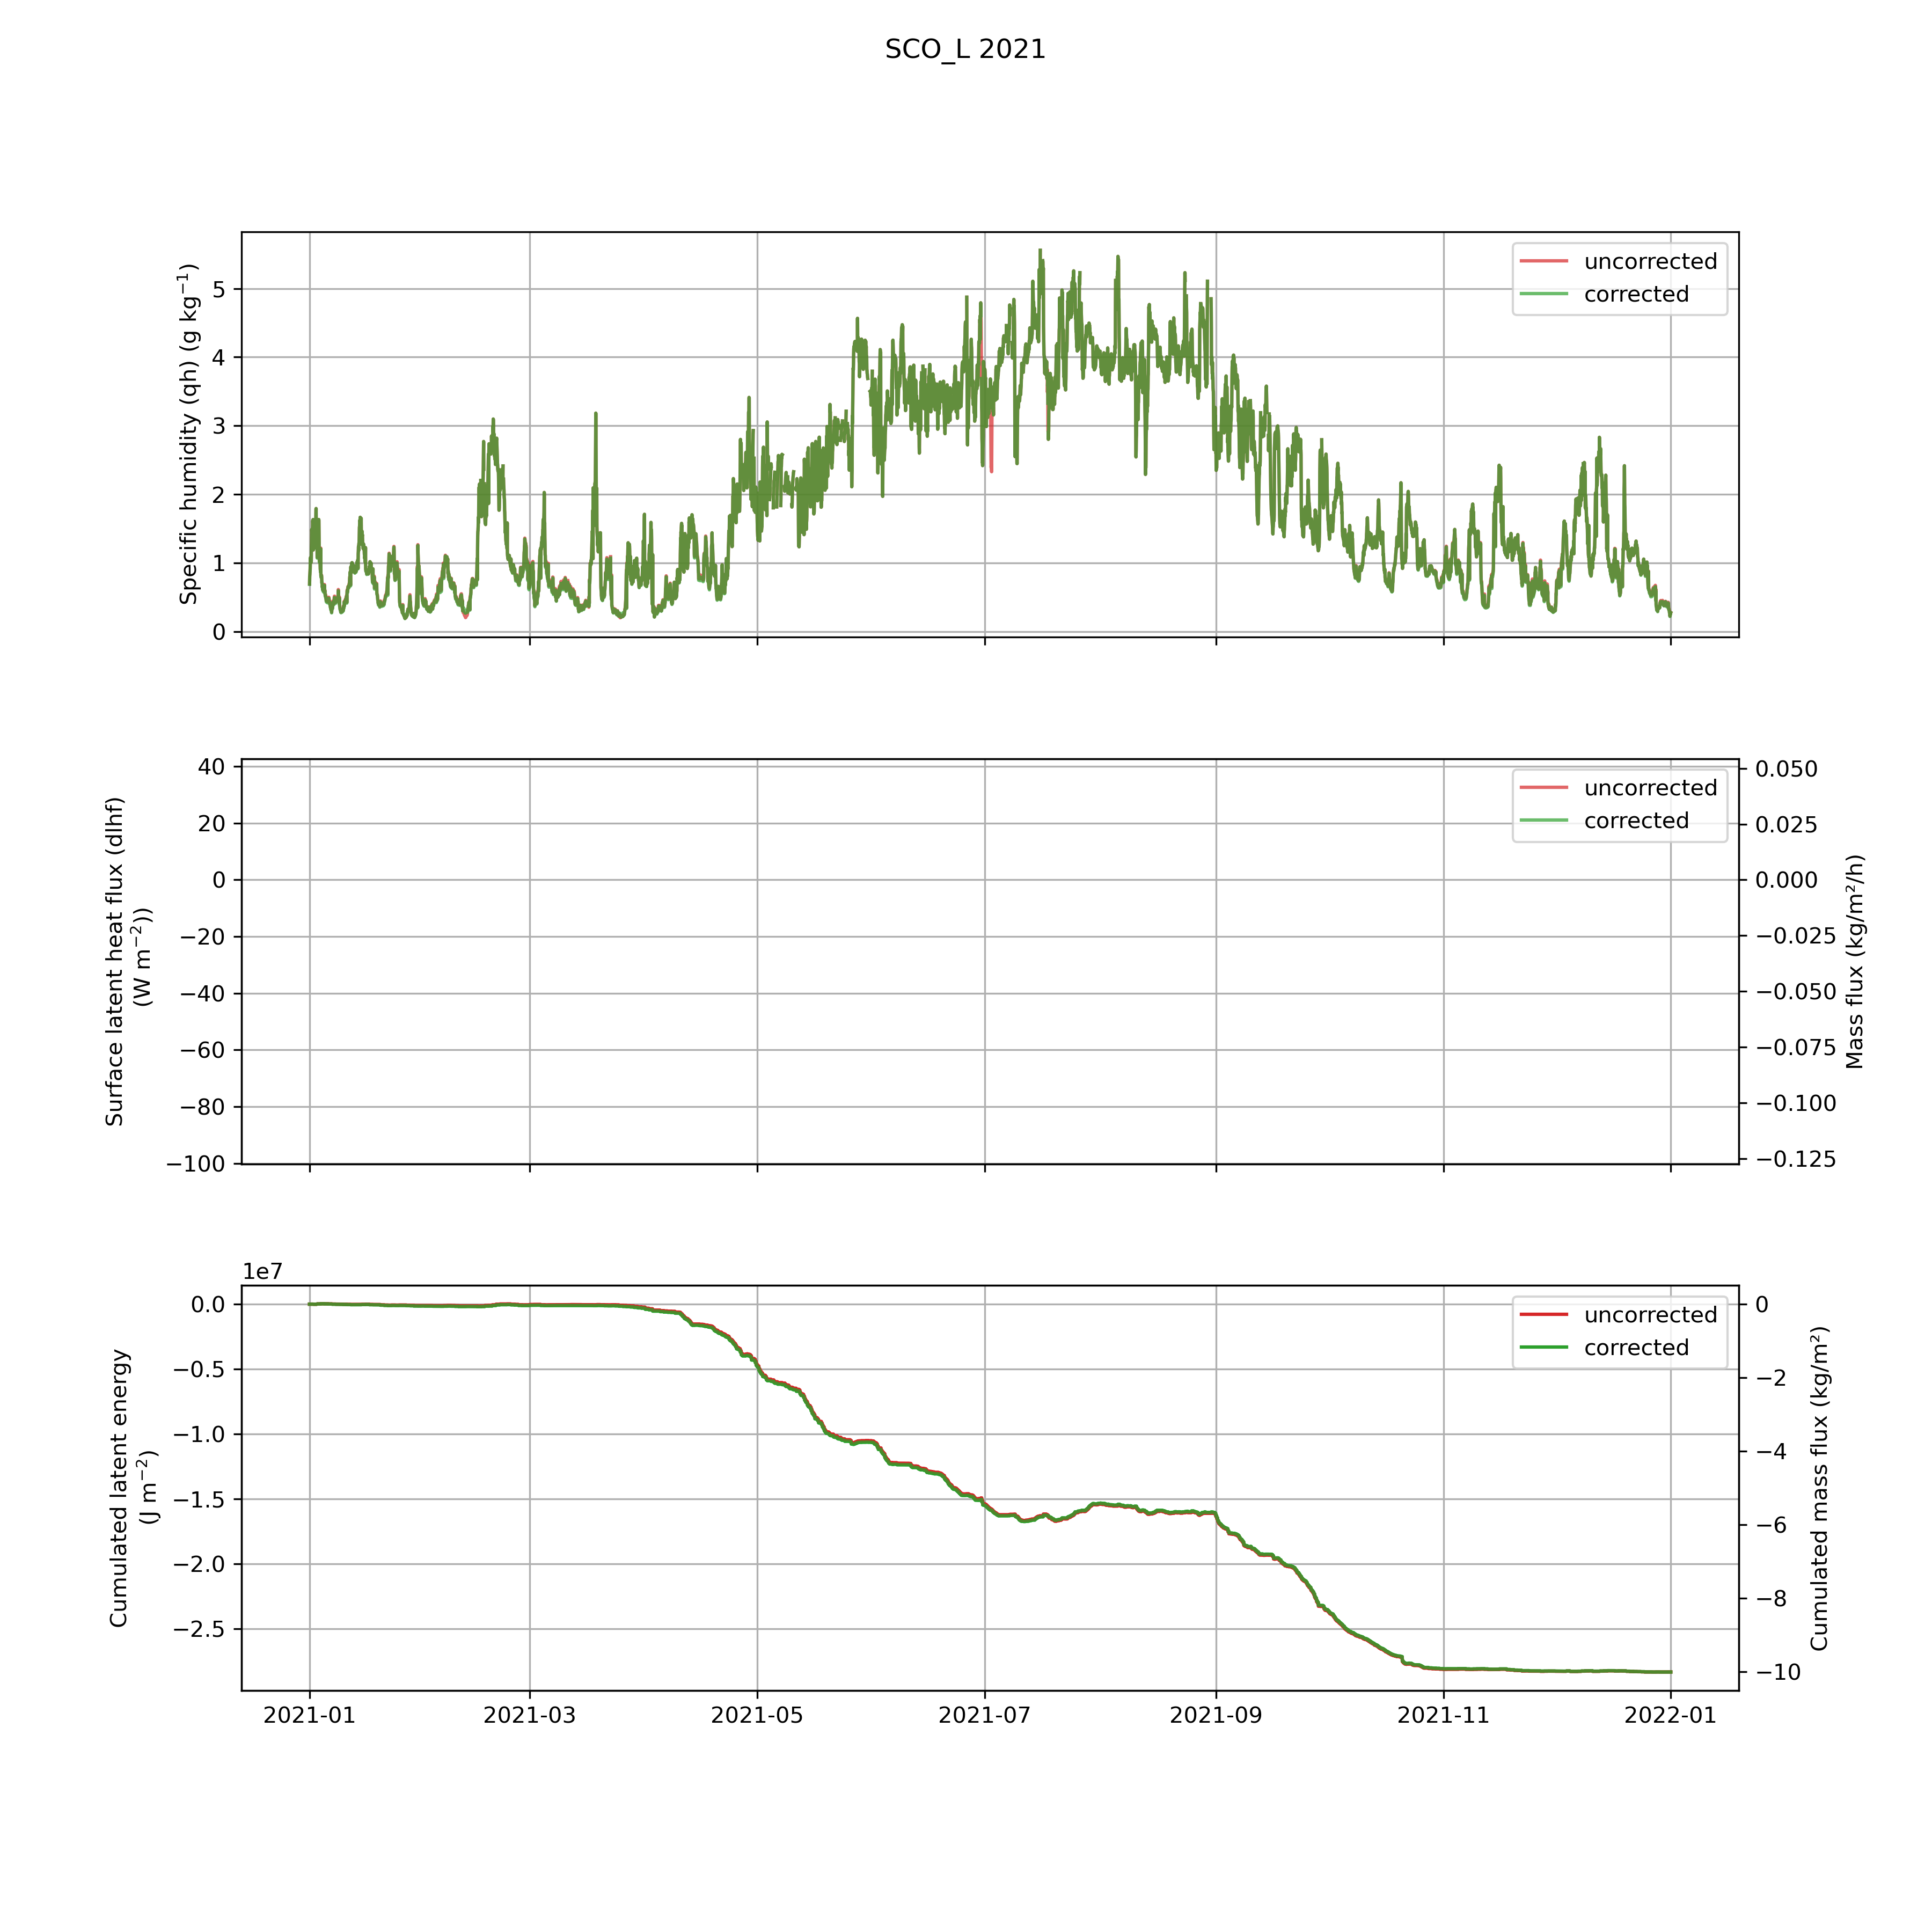 SCO_L 2021
Specific humidity (qh) (g kg⁻¹)
5
4
3
2
1
0
uncorrected
corrected
Surface latent heat flux (dlhf)
(W m⁻²))
40
20
0
−20
−40
−60
−80
−100
uncorrected
corrected
0.050
0.025
0.000
−0.025
−0.050
−0.075
−0.100
−0.125
Mass flux (kg/m²/h)
1e7
Cumulated latent energy
(J m⁻²)
0.0
−0.5
−1.0
−1.5
−2.0
−2.5
uncorrected
corrected
0
−2
−4
−6
−8
−10
Cumulated mass flux (kg/m²)
2021-01 2021-03 2021-05 2021-07 2021-09 2021-11 2022-01